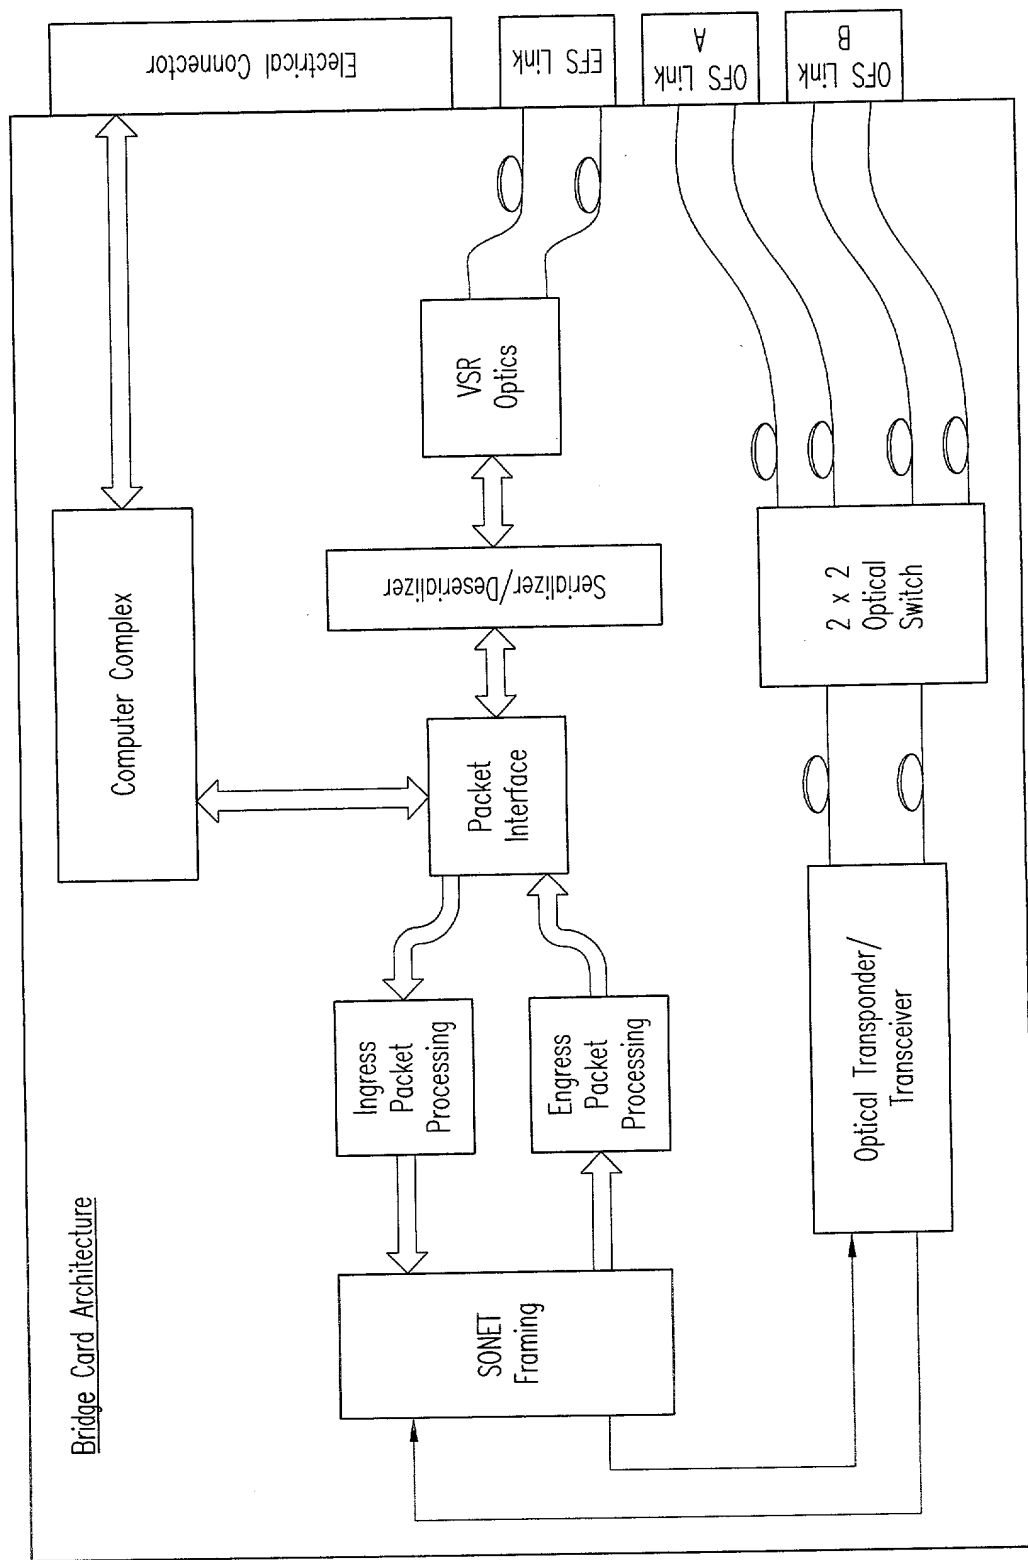 Bridge Card Architecture
Computer Complex
Electrical Connector
SONET
Framing
Ingress
Packet
Processing
Engress
Packet
Processing
Packet
Interface
Serializer/Deserializer
VSR
Optics
EFS Link
Optical Transponder/
Transceiver
2 x 2
Optical
Switch
OFS Link
A
OFS Link
B